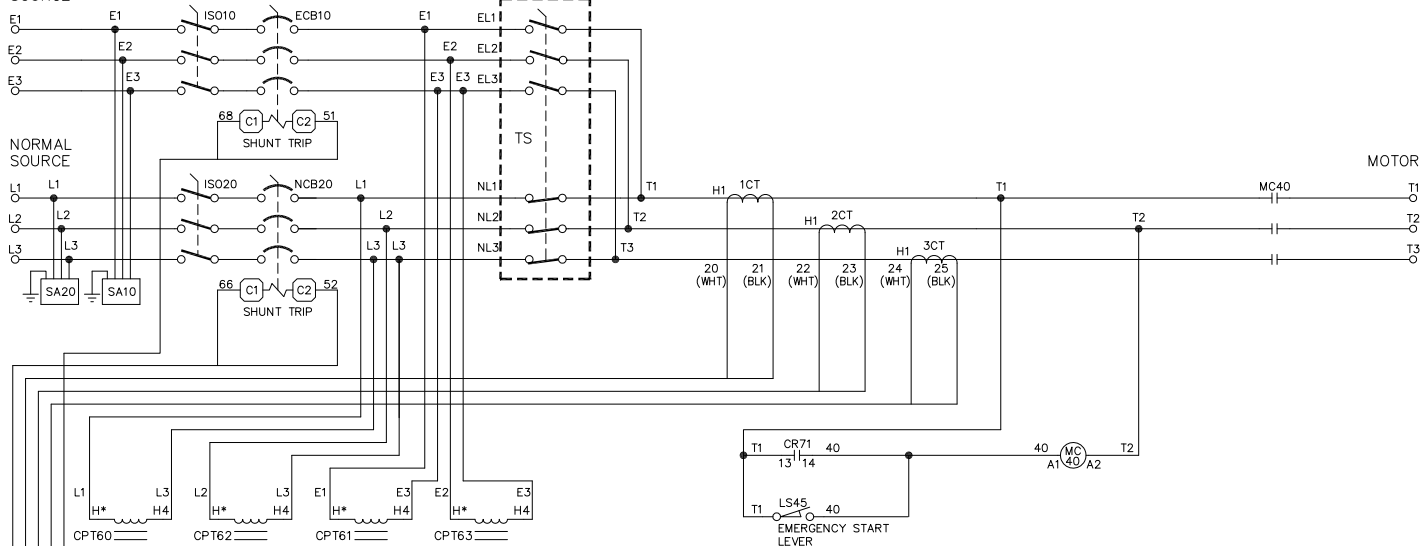 E1 E1 ISO10 ECB10 E1 EL1
E2 E2 E2 EL2
E3 E3 E3 E3 EL3
68 C1 C2 51
SHUNT TRIP
TS
NORMAL
SOURCE
MOTOR
L1 L1 ISO20 NCB20 L1 NL1 T1 H1 1CT T1 MC40 T1
L2 L2 L2 NL2 T2 H1 2CT T2 T2
L3 L3 L3 L3 NL3 T3 H1 3CT T3
20 21 22 23 24 25
(WHT) (BLK) (WHT) (BLK) (WHT) (BLK)
SA20 SA10
66 C1 C2 52
SHUNT TRIP
T1 CR71 40 40 MC T2
13 14 A1 40 A2
L1 L3 L2 L3 E1 E3 E2 E3
H* H4 H* H4 H* H4 H* H4
T1 LS45 40
CPT60 CPT62 CPT61 CPT63
EMERGENCY START
LEVER